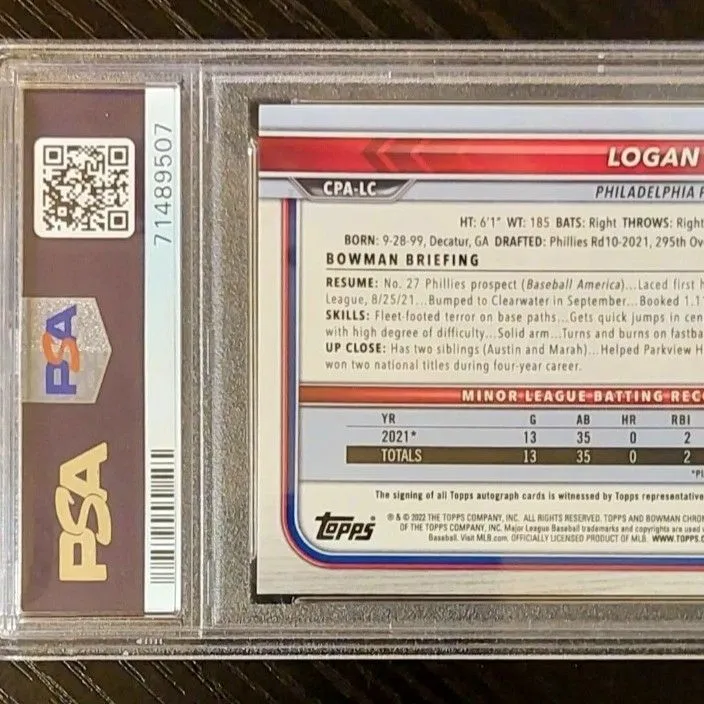 71489507
PSA
PSA
LOGAN
CPA-LC
PHILADELPHIA
HT: 6'1" WT: 185 BATS: Right THROWS: Right
BORN: 9-28-99, Decatur, GA DRAFTED: Phillies Rd10-2021, 295th Ov
BOWMAN BRIEFING
RESUME: No. 27 Phillies prospect (Baseball America)...Laced first h
League, 8/25/21...Bumped to Clearwater in September...Booked 1.1
SKILLS: Fleet-footed terror on base paths...Gets quick jumps in cen
with high degree of difficulty...Solid arm...Turns and burns on fastba
UP CLOSE: Has two siblings (Austin and Marah)...Helped Parkview H
won two national titles during four-year career.
MINOR LEAGUE BATTING REC
YR G AB HR RBI
2021* 13 35 0 2
TOTALS 13 35 0 2
The signing of all Topps autograph cards is witnessed by Topps representative
Topps
® & © 2022 THE TOPPS COMPANY, INC. ALL RIGHTS RESERVED. TOPPS AND BOWMAN CHRO
OF THE TOPPS COMPANY, INC. Major League Baseball trademarks and copyrights are used
Baseball. Visit MLB.com. OFFICIALLY LICENSED PRODUCT OF MLB. WWW.TOPPS.